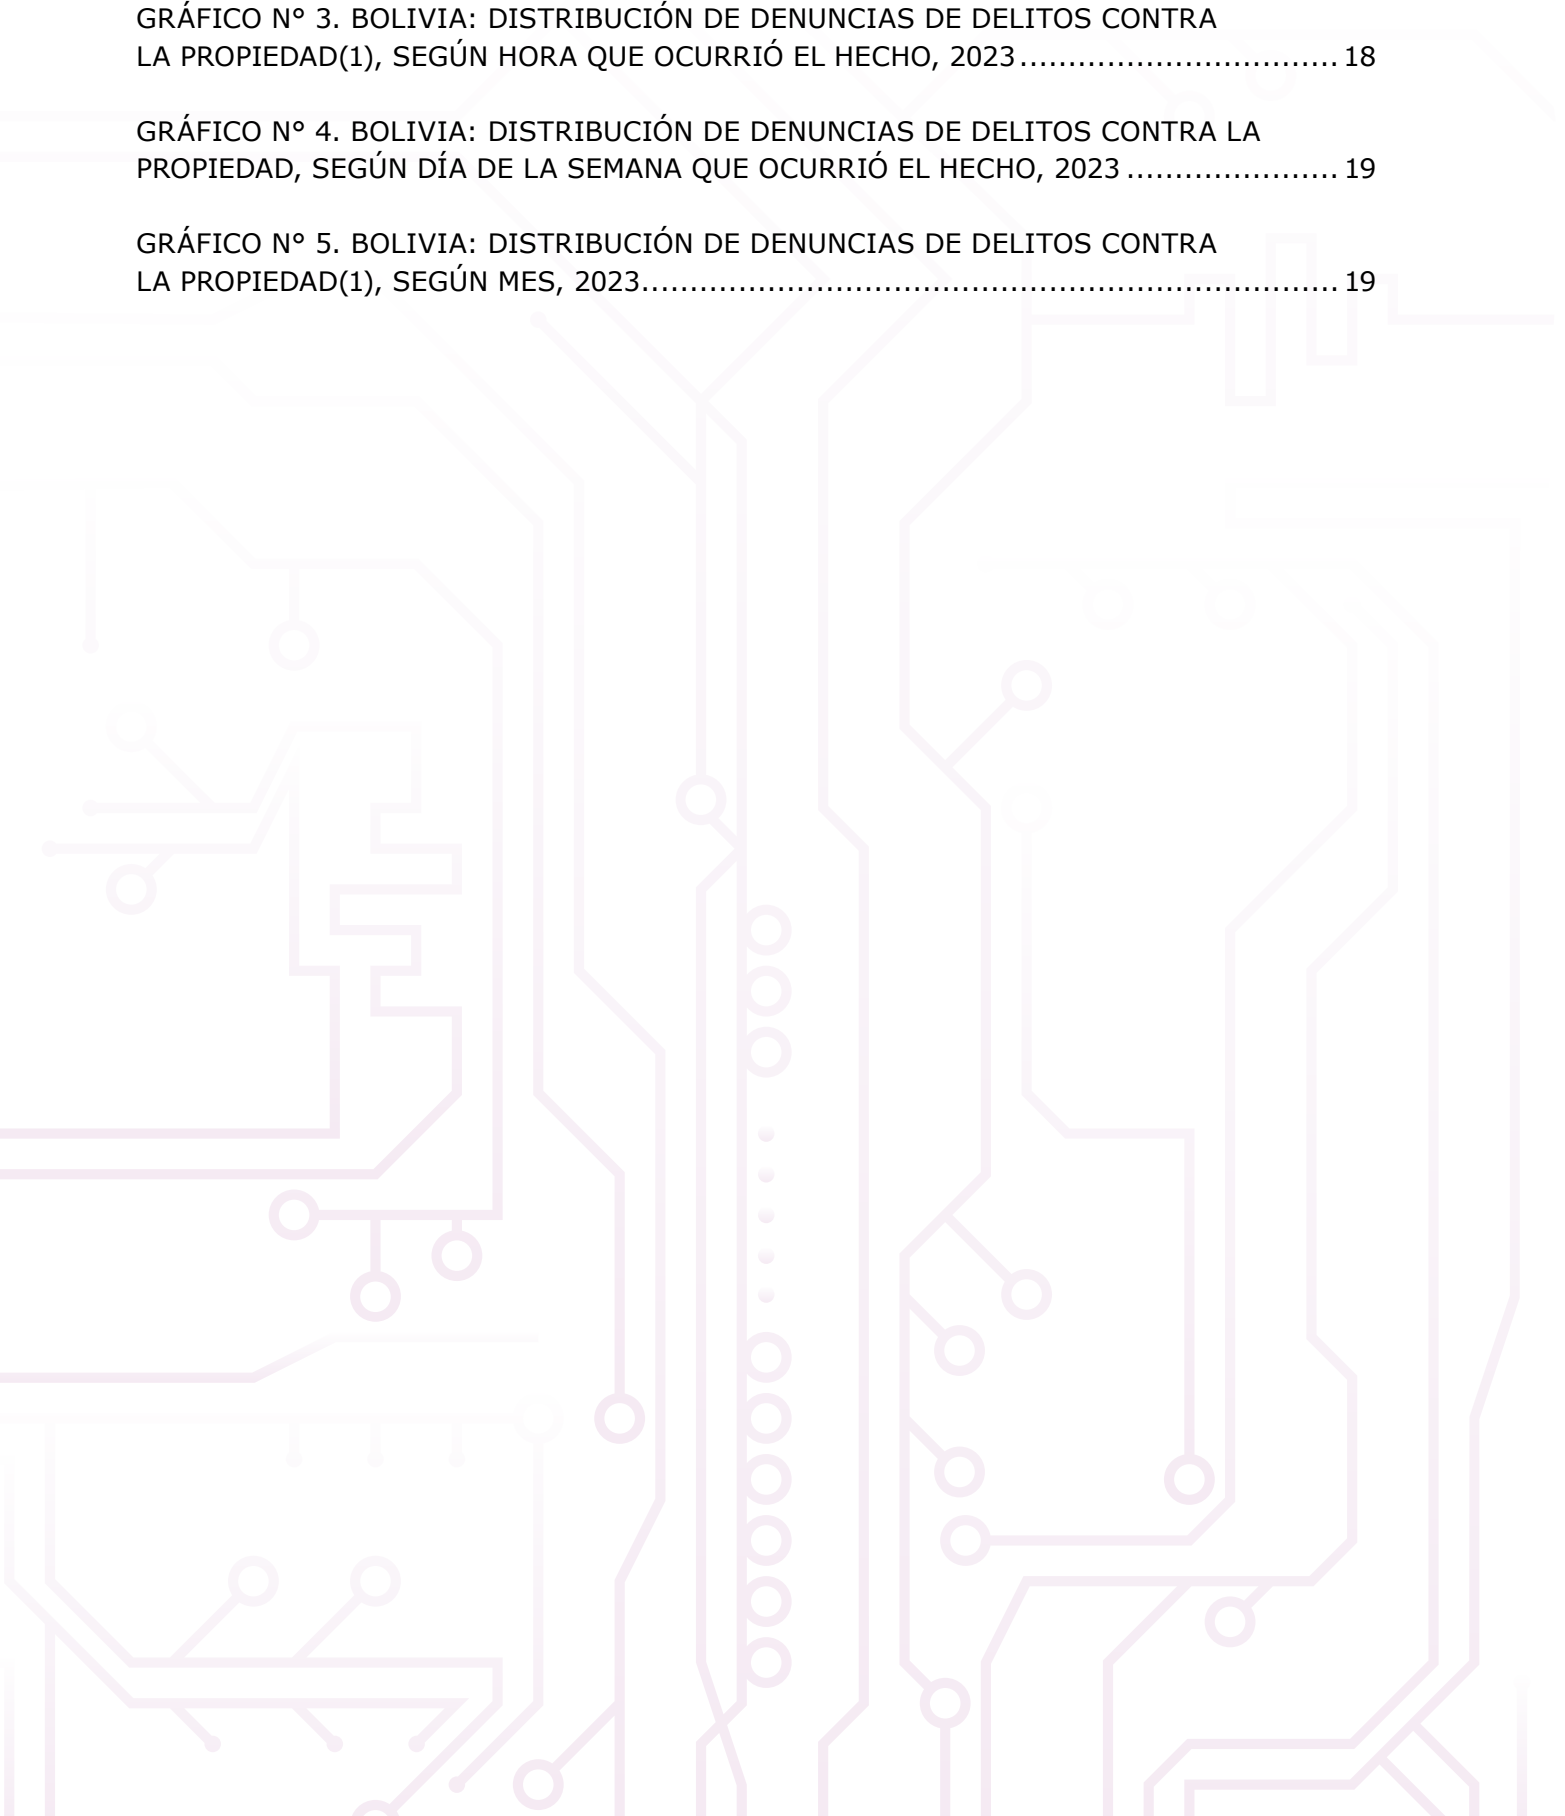 GRÁFICO N° 3. BOLIVIA: DISTRIBUCIÓN DE DENUNCIAS DE DELITOS CONTRA
LA PROPIEDAD(1), SEGÚN HORA QUE OCURRIÓ EL HECHO, 2023................................. 18
GRÁFICO N° 4. BOLIVIA: DISTRIBUCIÓN DE DENUNCIAS DE DELITOS CONTRA LA
PROPIEDAD, SEGÚN DÍA DE LA SEMANA QUE OCURRIÓ EL HECHO, 2023...................... 19
GRÁFICO N° 5. BOLIVIA: DISTRIBUCIÓN DE DENUNCIAS DE DELITOS CONTRA
LA PROPIEDAD(1), SEGÚN MES, 2023........................................................................ 19